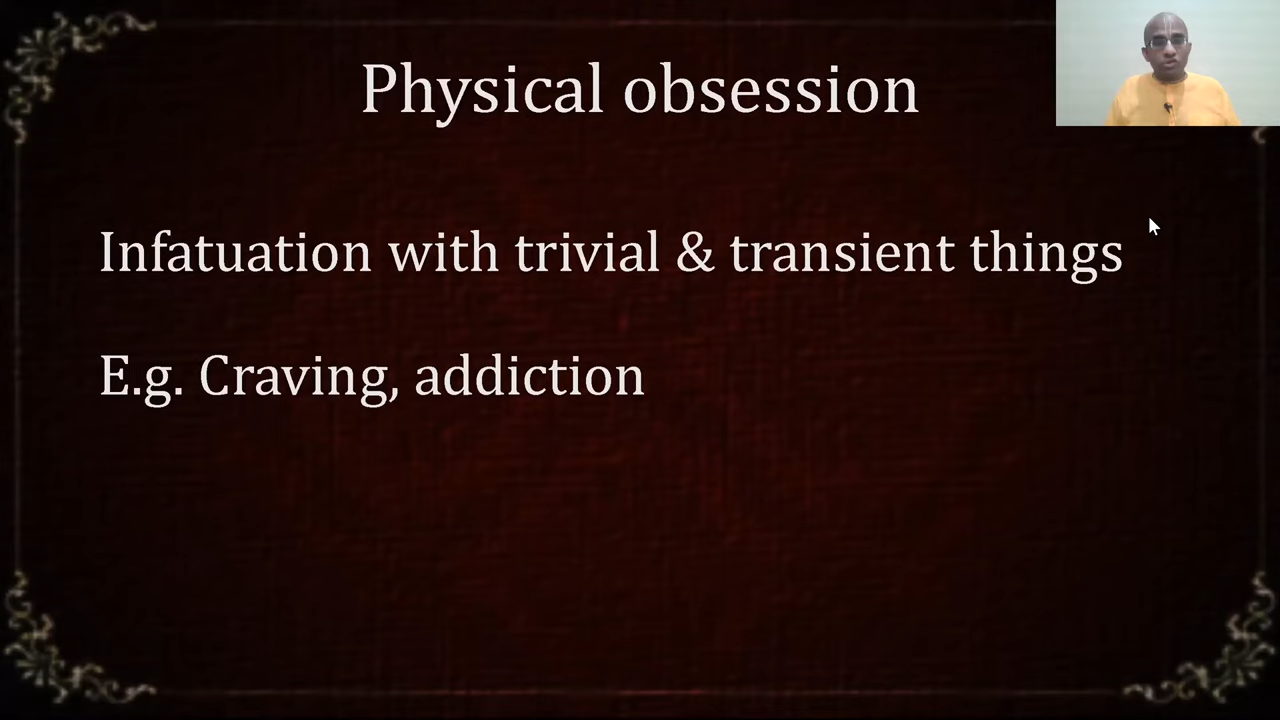 Physical obsession
Infatuation with trivial & transient things
E.g. Craving, addiction